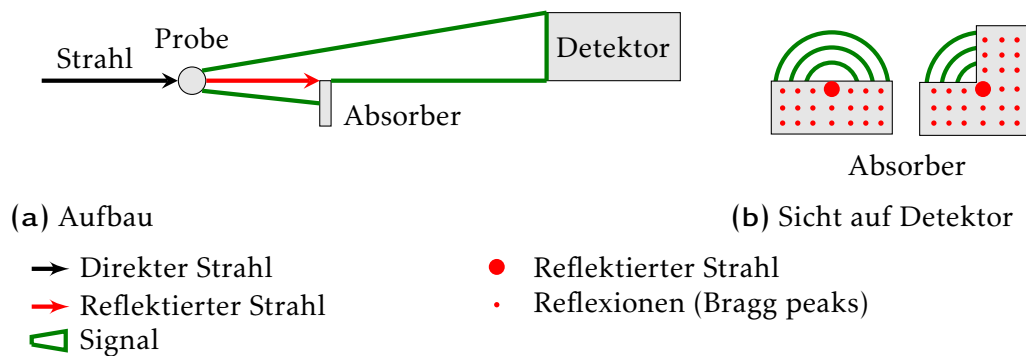 Strahl
Probe
Detektor
Absorber
Absorber
(a) Aufbau
(b) Sicht auf Detektor
Direkter Strahl
Reflektierter Strahl
Signal
Reflektierter Strahl
Reflexionen (Bragg peaks)